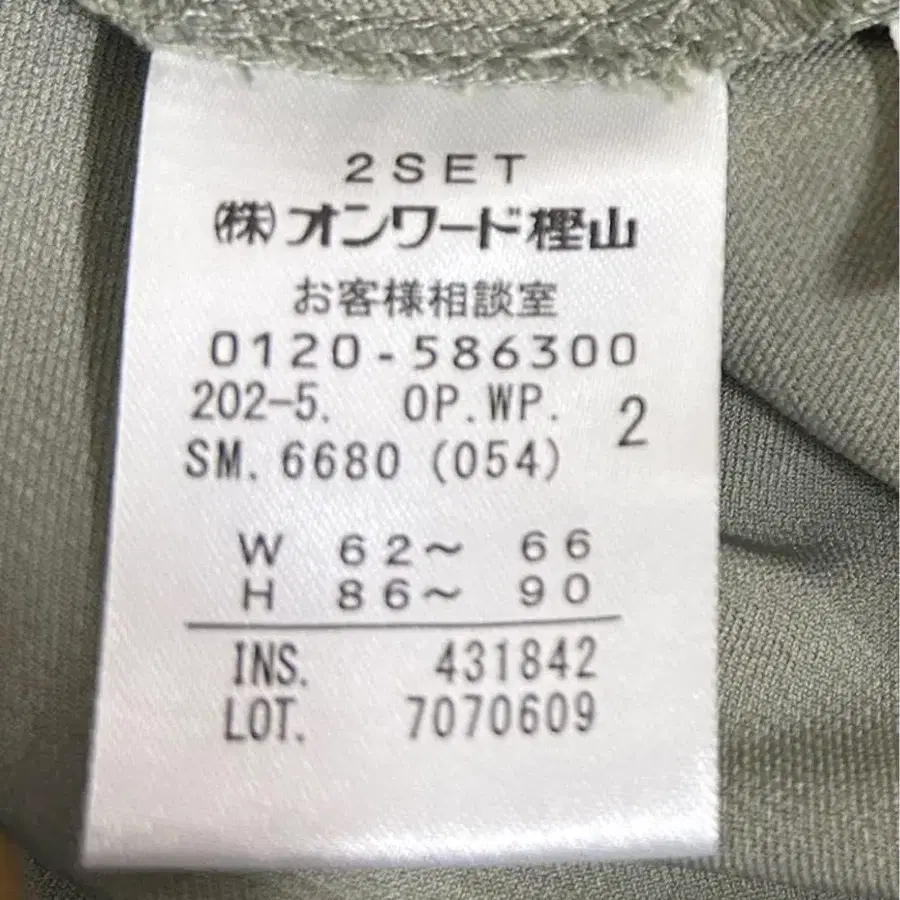 2SET
㈱オンワード樫山
お客様相談室
0120-586300
202-5. OP.WP. 2
SM. 6680 (054)
W 62～ 66
H 86～ 90
INS. 431842
LOT. 7070609